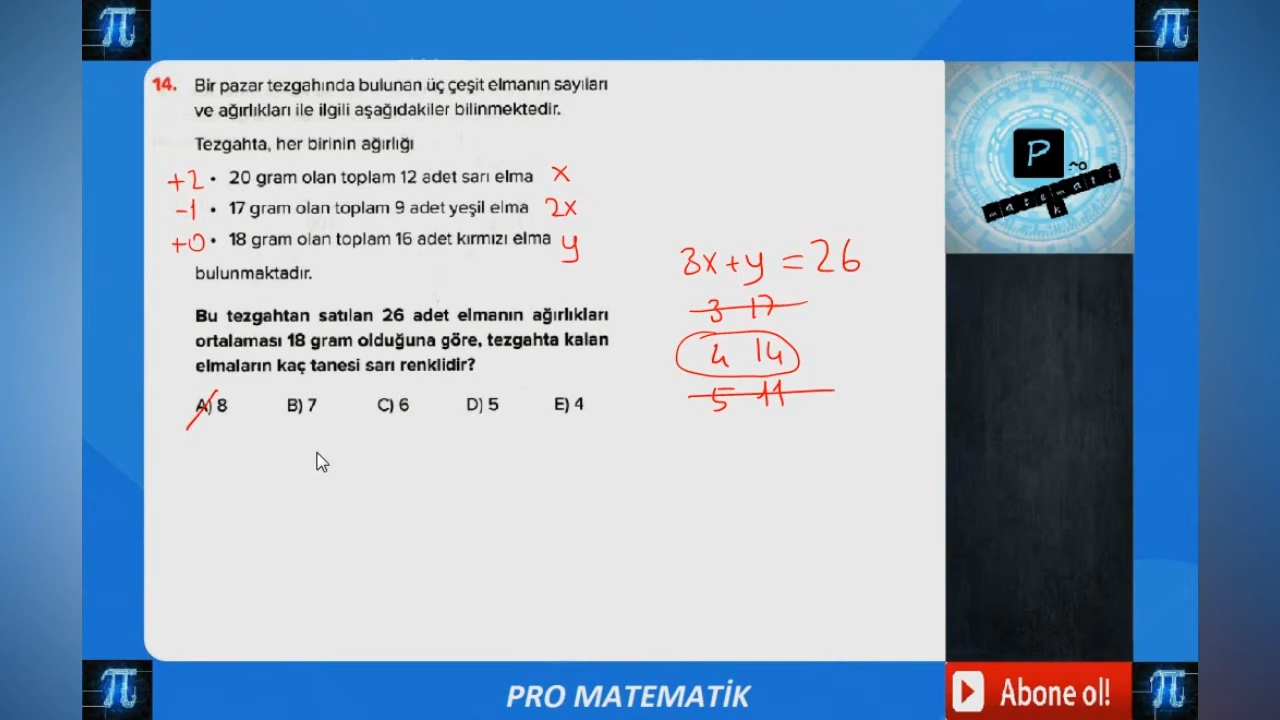 14. Bir pazar tezgahında bulunan üç çeşit elmanın sayıları
ve ağırlıkları ile ilgili aşağıdakiler bilinmektedir.
Tezgahta, her birinin ağırlığı
+2 • 20 gram olan toplam 12 adet sarı elma x
-1 • 17 gram olan toplam 9 adet yeşil elma 2x
+0 • 18 gram olan toplam 16 adet kırmızı elma y
bulunmaktadır.
Bu tezgahtan satılan 26 adet elmanın ağırlıkları
ortalaması 18 gram olduğuna göre, tezgahta kalan
elmaların kaç tanesi sarı renklidir?
A) 8 B) 7 C) 6 D) 5 E) 4
3x+y = 26
3 17
4 14
5 11
P
matematik
PRO MATEMATİK
Abone ol!